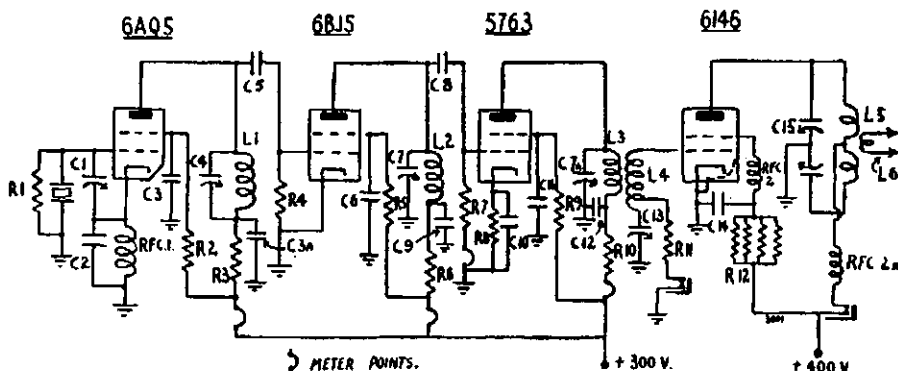 6AQ5
6BJ5
5763
6146
C5
C8
C15
L5
L6
R1
C1
C3
C4
L1
R4
C6
R5
C7
L2
R7
R8
C10
C11
R9
C7a
L3
L4
RFC 2
C2
RFC.1.
R2
R3
C3A
C9
R6
C12
R10
C13
R11
C14
R12
RFC 2a
METER POINTS.
+ 300 V.
+ 400 V